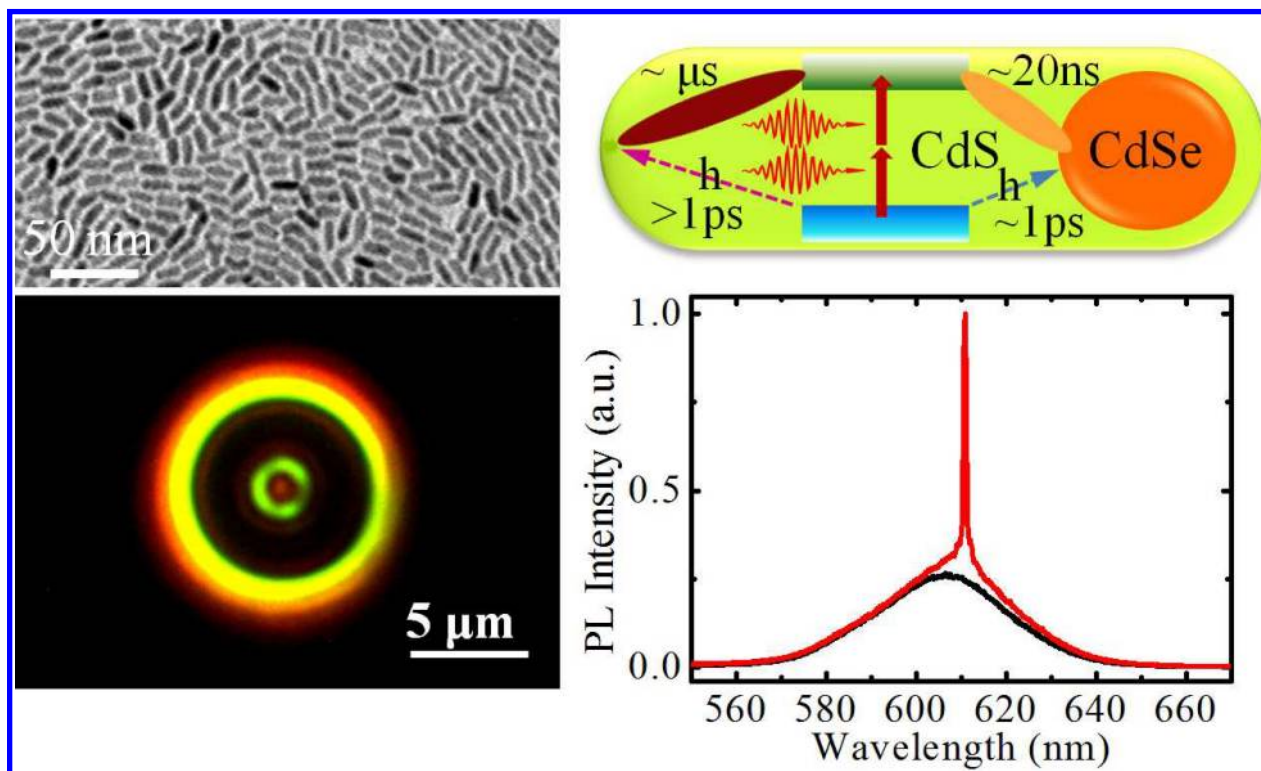 50 nm
~ μs
~20ns
CdS
CdSe
h
>1ps
h
~1ps
5 μm
PL Intensity (a.u.)
1.0
0.5
0.0
560 580 600 620 640 660
Wavelength (nm)